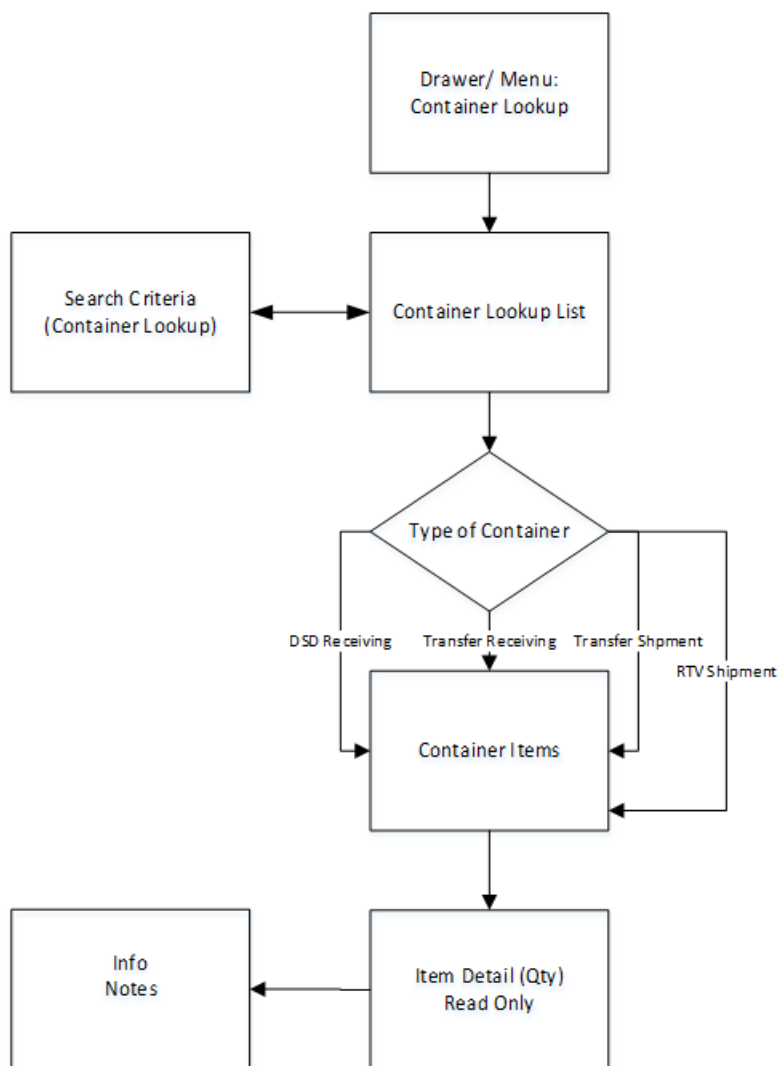 Drawer/ Menu:
Container Lookup
Search Criteria
(Container Lookup)
Container Lookup List
Type of Container
DSD Receiving
Transfer Receiving
Transfer Shpment
RTV Shipment
Container Items
Info
Notes
Item Detail (Qty)
Read Only